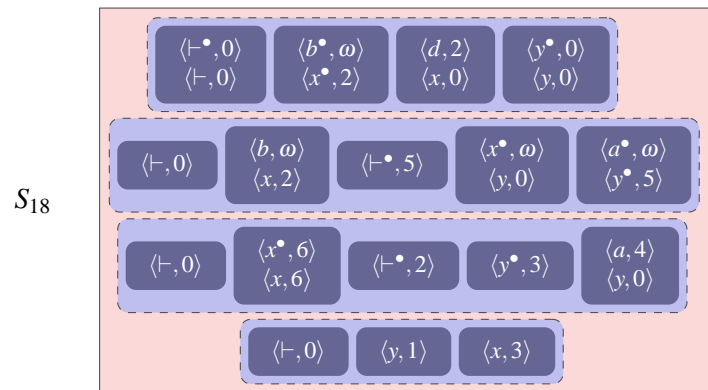 ⟨⊢•, 0⟩ ⟨b•, ω⟩ ⟨d, 2⟩ ⟨y•, 0⟩
⟨⊢, 0⟩ ⟨x•, 2⟩ ⟨x, 0⟩ ⟨y, 0⟩
⟨⊢, 0⟩ ⟨b, ω⟩ ⟨⊢•, 5⟩ ⟨x•, ω⟩ ⟨a•, ω⟩
⟨x, 2⟩ ⟨y, 0⟩ ⟨y•, 5⟩
S18
⟨⊢, 0⟩ ⟨x•, 6⟩ ⟨⊢•, 2⟩ ⟨y•, 3⟩ ⟨a, 4⟩
⟨x, 6⟩ ⟨y, 0⟩
⟨⊢, 0⟩ ⟨y, 1⟩ ⟨x, 3⟩